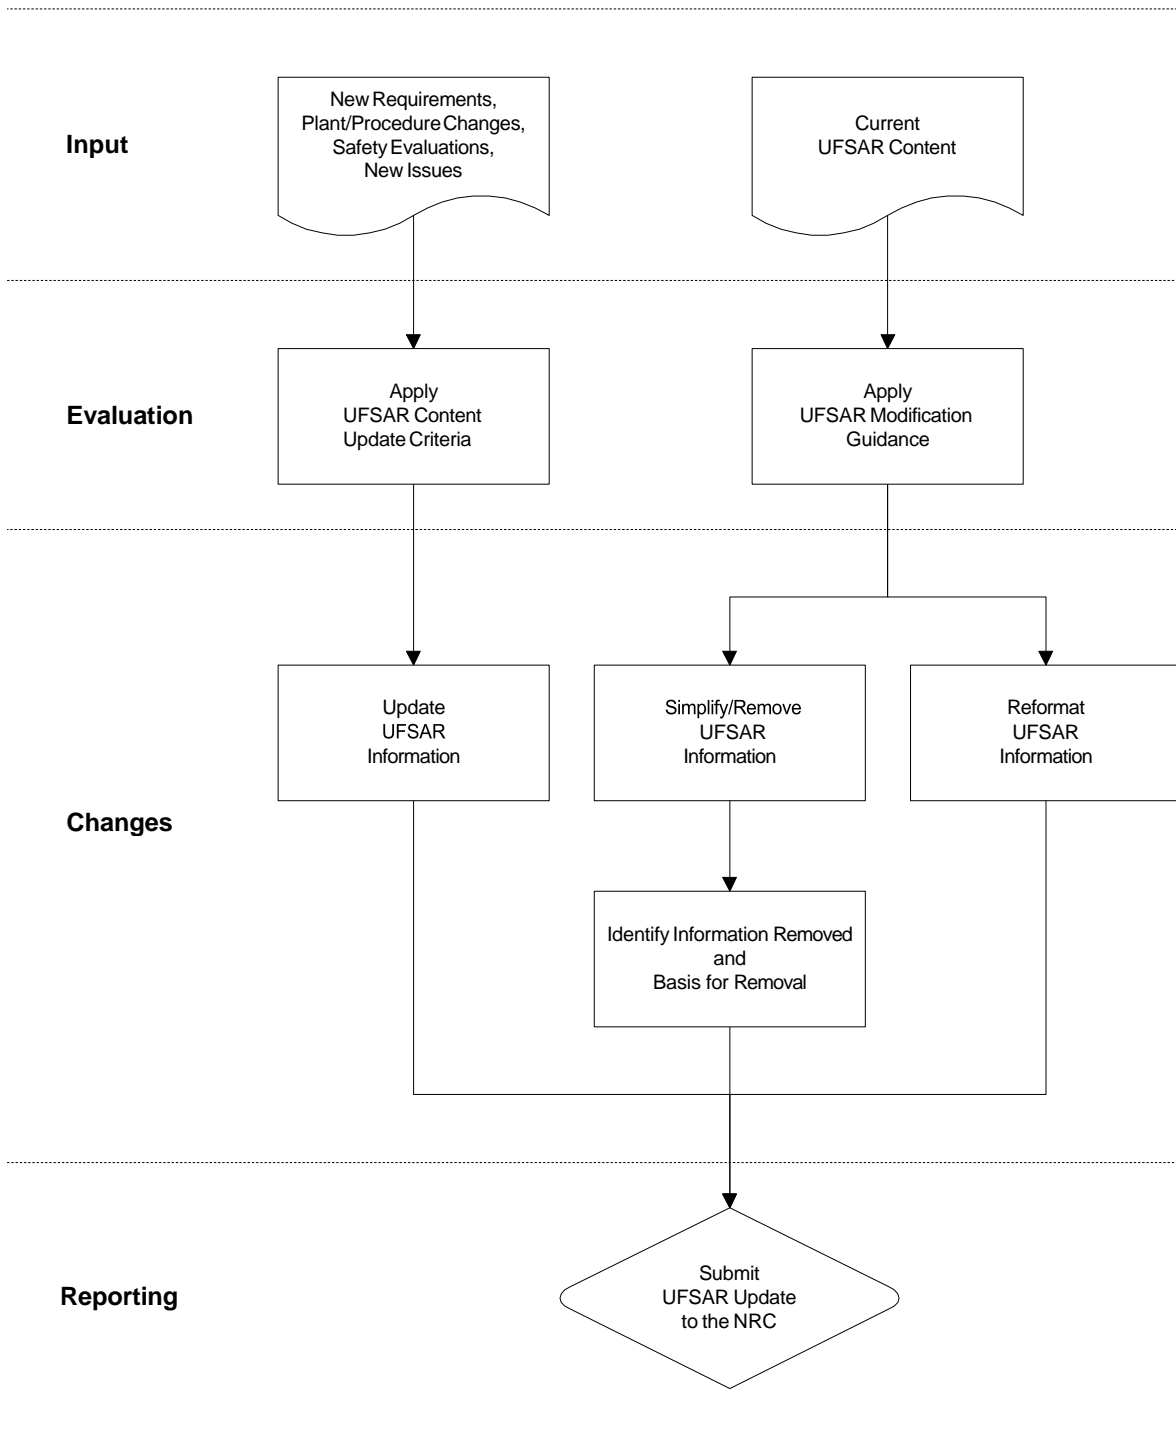 Input
New Requirements,
Plant/Procedure Changes,
Safety Evaluations,
New Issues
Current
UFSAR Content
Evaluation
Apply
UFSAR Content
Update Criteria
Apply
UFSAR Modification
Guidance
Changes
Update
UFSAR
Information
Simplify/Remove
UFSAR
Information
Reformat
UFSAR
Information
Identify Information Removed
and
Basis for Removal
Reporting
Submit
UFSAR Update
to the NRC